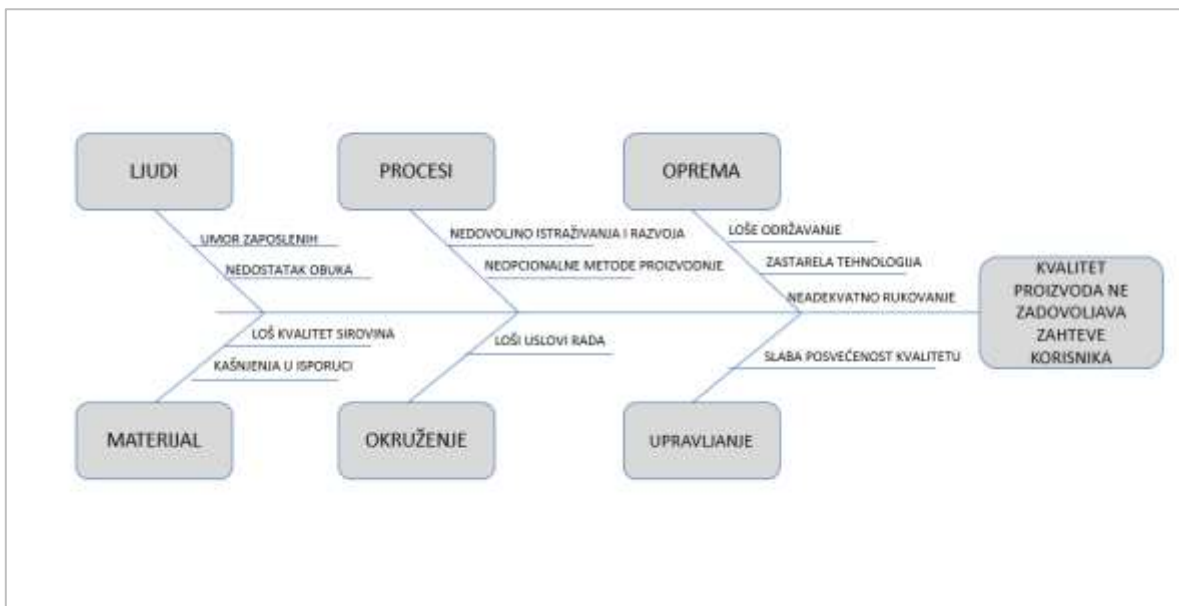 LJUDI
PROCESI
OPREMA
UMOR ZAPOSLENIH
NEDOSTATAK OBUKA
NEDOVOLJNO ISTRAŽIVANJA I RAZVOJA
NEOPCIONALNE METODE PROIZVODNJE
LOŠE ODRŽAVANJE
ZASTARELA TEHNOLOGIJA
NEADEKVATNO RUKOVANJE
KVALITET
PROIZVODA NE
ZADOVOLJAVA
ZAHTEVE
KORISNIKA
LOŠ KVALITET SIROVINA
KAŠNJENJA U ISPORUCI
LOŠI USLOVI RADA
SLABA POSVEĆENOST KVALITETU
MATERIJAL
OKRUŽENJE
UPRAVLJANJE